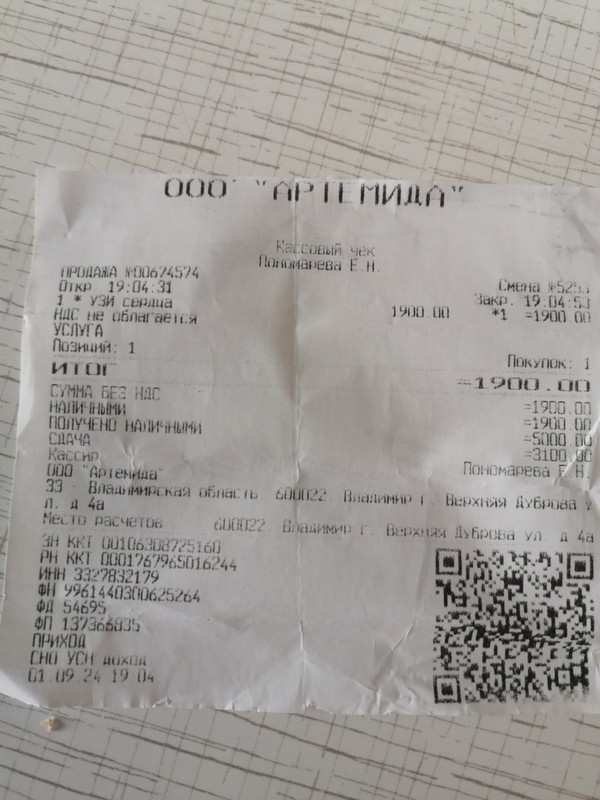 ООО "АРТЕМИДА"
Кассовый чек
Пономарева Е.Н.
ПРОДАЖА №00674574
Смена №5253
Откр. 19:04:31
Закр. 19:04:53
1 * УЗИ сердца
1900.00 *1 =1900.00
НДС не облагается
УСЛУГА
Позиций: 1
Покупок: 1
ИТОГ =1900.00
СУММА БЕЗ НДС =1900.00
НАЛИЧНЫМИ =1900.00
ПОЛУЧЕНО НАЛИЧНЫМИ =5000.00
СДАЧА =3100.00
Кассир Пономарева Е.Н.
ООО "Артемида"
33 - Владимирская область 600022, Владимир г. Верхняя Дуброва у
л. д 4а
Место расчетов 600022, Владимир г. Верхняя Дуброва ул. д 4а
ЗН ККТ 00106308725160
РН ККТ 0001767965016244
ИНН 3327832179
ФН 9961440300625264
ФД 54695
ФП 137366835
ПРИХОД
СНО УСН доход
01.09.24 19:04